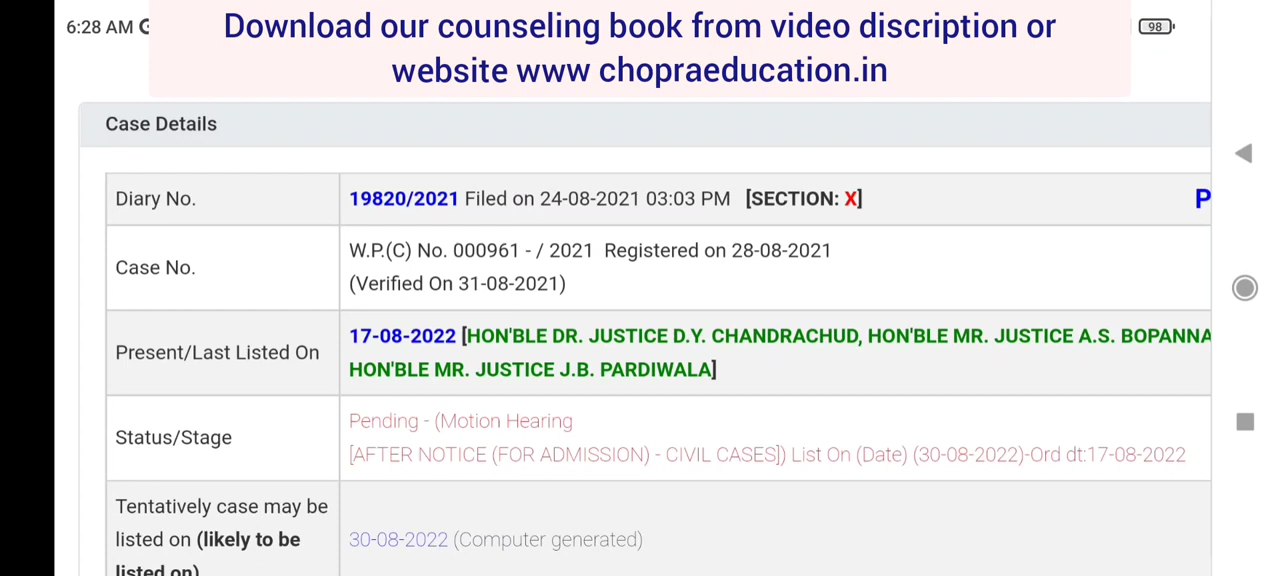 6:28 AM G
Download our counseling book from video discription or
website www chopraeducation.in
98
Case Details
Diary No.
19820/2021 Filed on 24-08-2021 03:03 PM [SECTION: X]
P
Case No.
W.P.(C) No. 000961 - / 2021 Registered on 28-08-2021
(Verified On 31-08-2021)
Present/Last Listed On
17-08-2022 [HON'BLE DR. JUSTICE D.Y. CHANDRACHUD, HON'BLE MR. JUSTICE A.S. BOPANNA
HON'BLE MR. JUSTICE J.B. PARDIWALA]
Status/Stage
Pending - (Motion Hearing
[AFTER NOTICE (FOR ADMISSION) - CIVIL CASES]) List On (Date) (30-08-2022)-Ord dt:17-08-2022
Tentatively case may be
listed on (likely to be
listed on)
30-08-2022 (Computer generated)